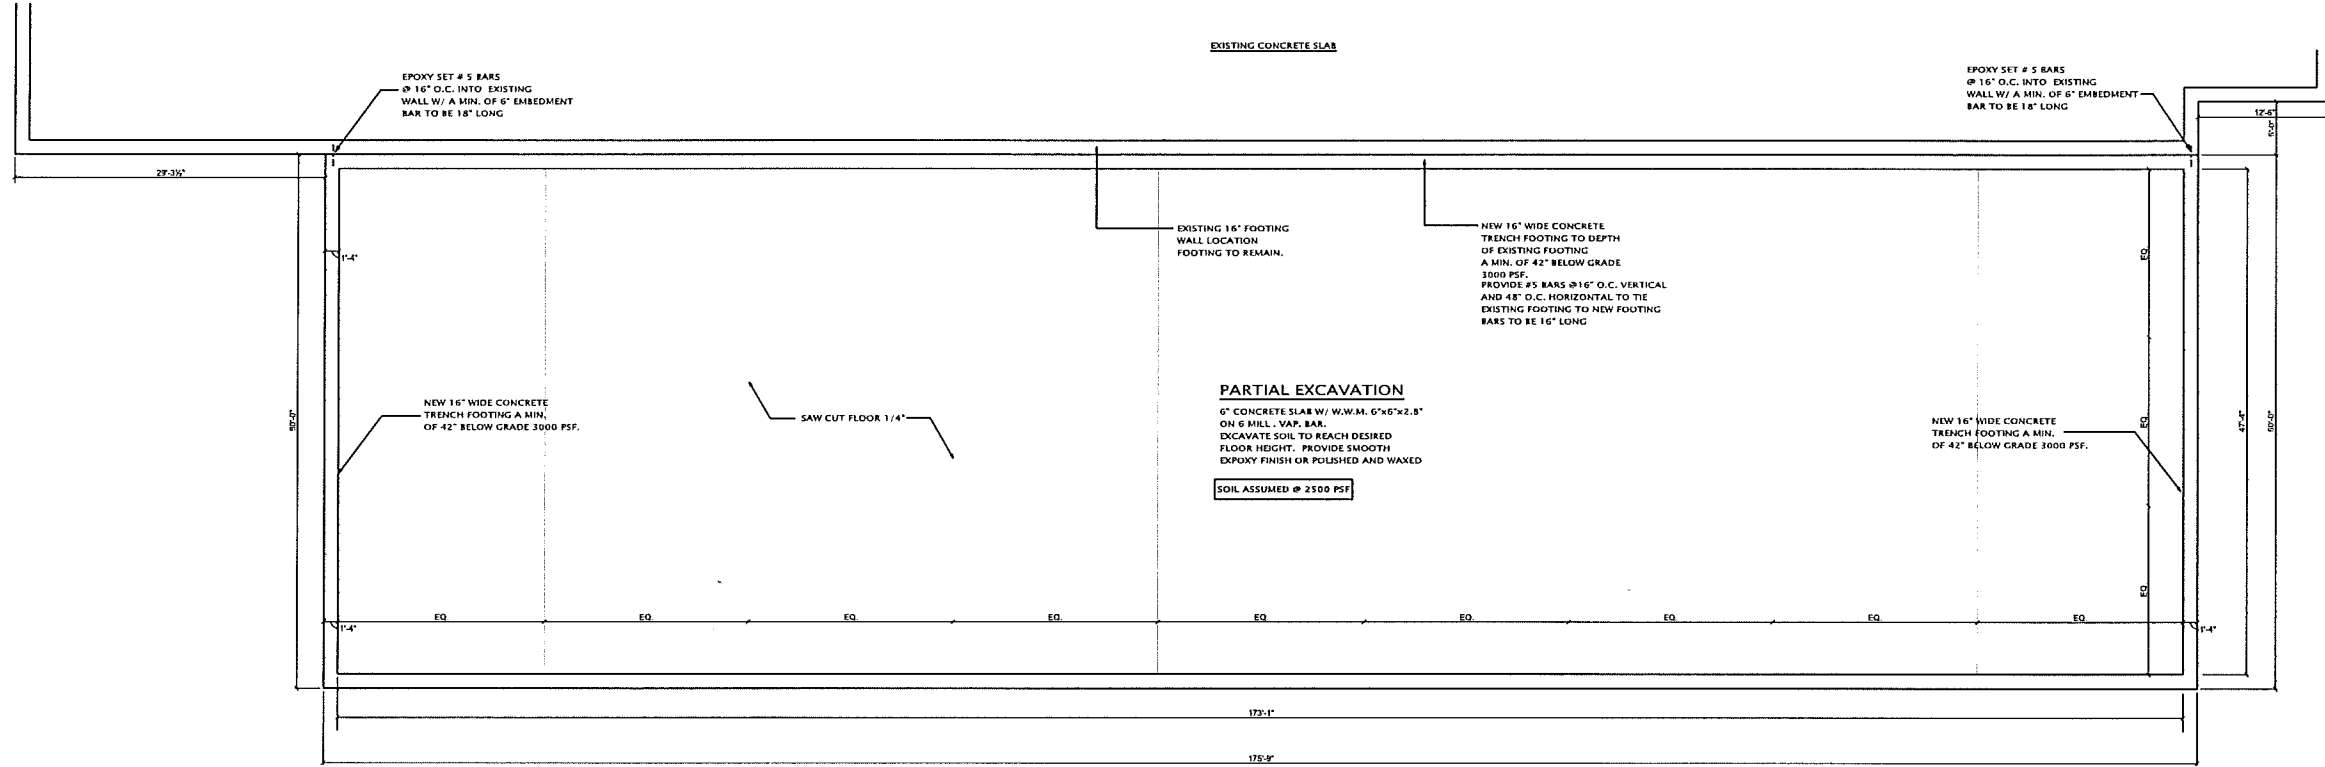 EXISTING CONCRETE SLAB
EPOXY SET # 5 BARS
@ 16" O.C. INTO EXISTING
WALL W/ A MIN. OF 6" EMBEDMENT
BAR TO BE 18" LONG
EPOXY SET # 5 BARS
@ 16" O.C. INTO EXISTING
WALL W/ A MIN. OF 6" EMBEDMENT
BAR TO BE 18" LONG
12'-6"
5'-0"
29'-3½"
EXISTING 16" FOOTING
WALL LOCATION
FOOTING TO REMAIN.
NEW 16" WIDE CONCRETE
TRENCH FOOTING TO DEPTH
OF EXISTING FOOTING
A MIN. OF 42" BELOW GRADE
3000 PSF.
PROVIDE #5 BARS @16" O.C. VERTICAL
AND 48" O.C. HORIZONTAL TO TIE
EXISTING FOOTING TO NEW FOOTING
BARS TO BE 16" LONG
1'-4"
EQ.
PARTIAL EXCAVATION
6" CONCRETE SLAB W/ W.W.M. 6"x6"x2.8"
ON 6 MILL . VAP. BAR.
EXCAVATE SOIL TO REACH DESIRED
FLOOR HEIGHT. PROVIDE SMOOTH
EXPOXY FINISH OR POLISHED AND WAXED
SOIL ASSUMED @ 2500 PSF
NEW 16" WIDE CONCRETE
TRENCH FOOTING A MIN.
OF 42" BELOW GRADE 3000 PSF.
SAW CUT FLOOR 1/4"
NEW 16" WIDE CONCRETE
TRENCH FOOTING A MIN.
OF 42" BELOW GRADE 3000 PSF.
50'-0"
EQ.
47'-4"
50'-0"
EQ.
1'-4"
EQ.
EQ.
EQ.
EQ.
EQ.
EQ.
EQ.
EQ.
EQ.
1'-4"
173'-1"
175'-9"